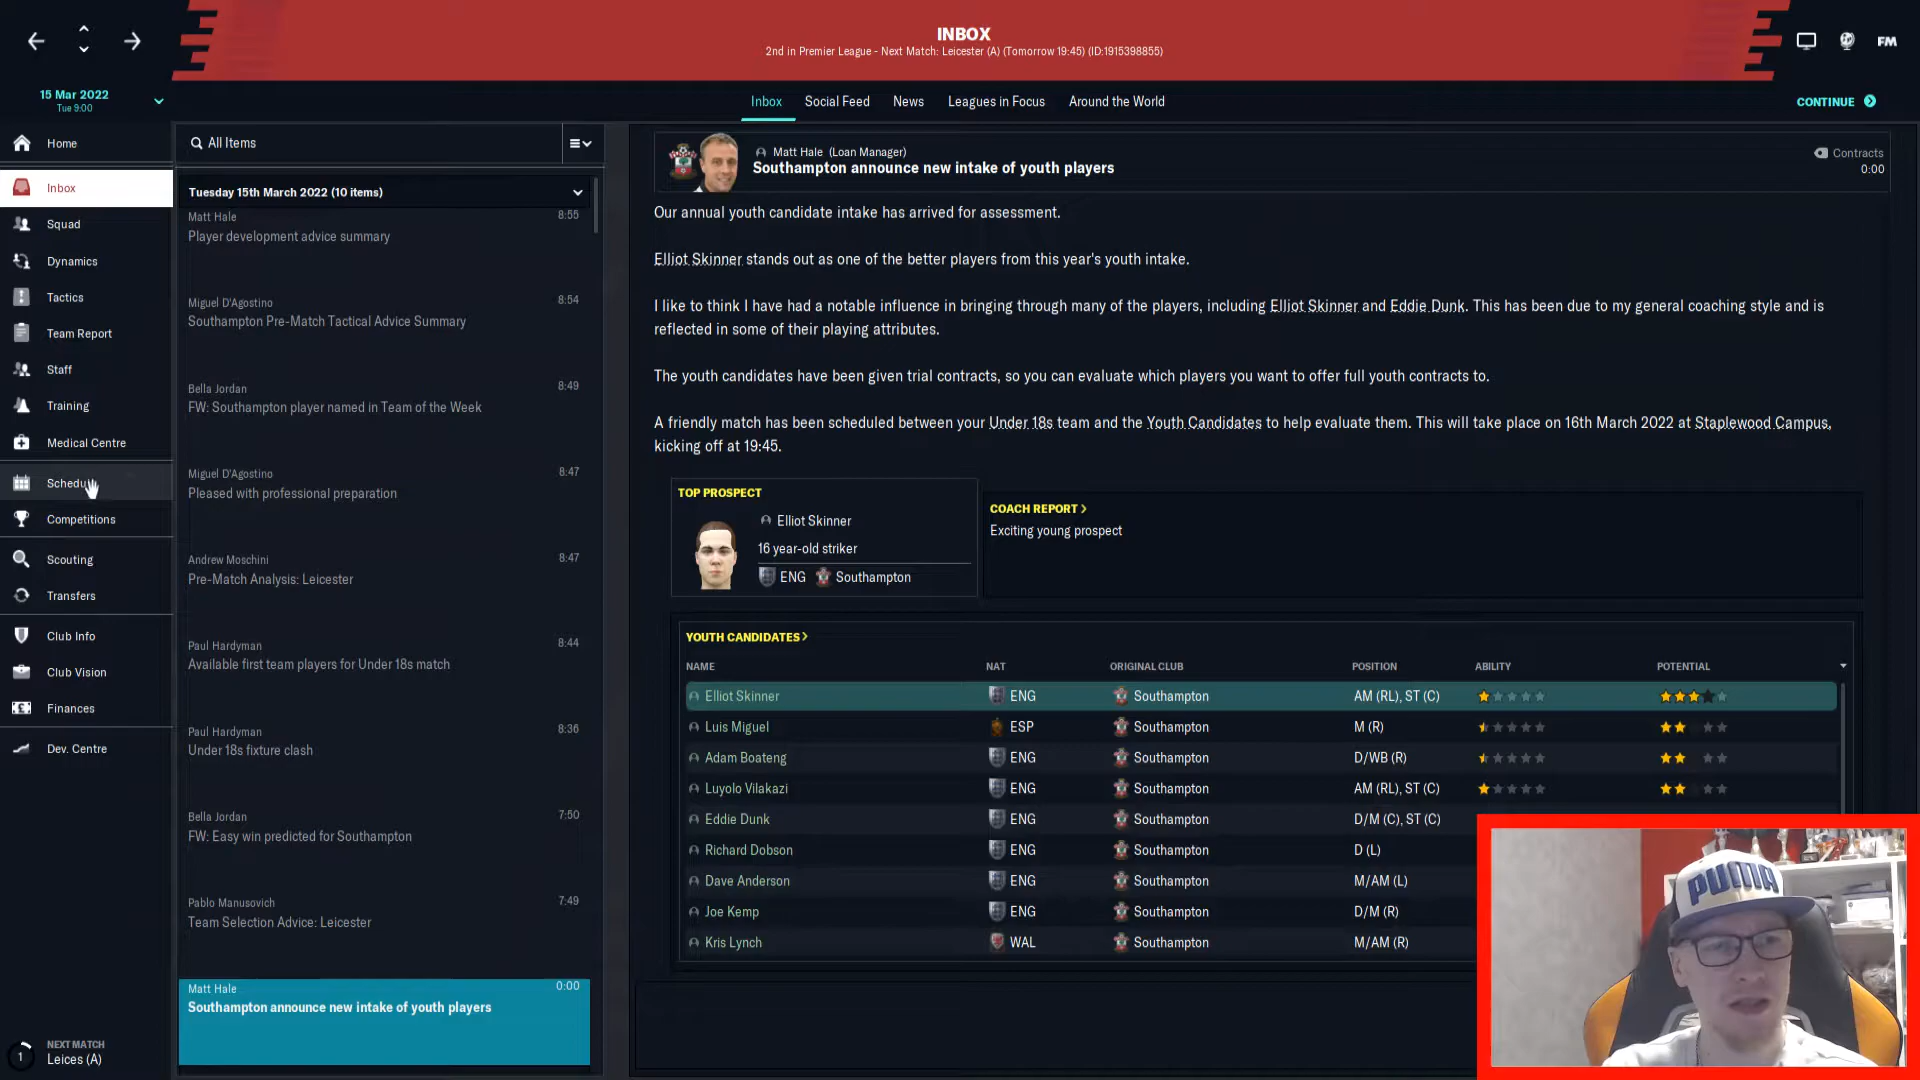 INBOX
2nd in Premier League - Next Match: Leicester (A) (Tomorrow 19:45) (ID:1915398855)
FM
15 Mar 2022
Tue 9:00
Inbox
Social Feed
News
Leagues in Focus
Around the World
CONTINUE
Home
Inbox
Squad
Dynamics
Tactics
Team Report
Staff
Training
Medical Centre
Competitions
Scouting
Transfers
Club Info
Club Vision
Finances
Dev. Centre
1
NEXT MATCH
Leices (A)
All Items
Tuesday 15th March 2022 (10 items)
Matt Hale 8:55
Player development advice summary
Miguel D'Agostino 8:54
Southampton Pre-Match Tactical Advice Summary
Bella Jordan 8:49
FW: Southampton player named in Team of the Week
Miguel D'Agostino 8:47
Pleased with professional preparation
Andrew Moschini 8:47
Pre-Match Analysis: Leicester
Paul Hardyman 8:44
Available first team players for Under 18s match
Paul Hardyman 8:36
Under 18s fixture clash
Bella Jordan 7:50
FW: Easy win predicted for Southampton
Pablo Manusovich 7:49
Team Selection Advice: Leicester
Matt Hale 0:00
Southampton announce new intake of youth players
Matt Hale (Loan Manager)
Southampton announce new intake of youth players
Contracts
0:00
Our annual youth candidate intake has arrived for assessment.
Elliot Skinner stands out as one of the better players from this year's youth intake.
I like to think I have had a notable influence in bringing through many of the players, including Elliot Skinner and Eddie Dunk. This has been due to my general coaching style and is
reflected in some of their playing attributes.
The youth candidates have been given trial contracts, so you can evaluate which players you want to offer full youth contracts to.
A friendly match has been scheduled between your Under 18s team and the Youth Candidates to help evaluate them. This will take place on 16th March 2022 at Staplewood Campus,
kicking off at 19:45.
TOP PROSPECT
Elliot Skinner
16 year-old striker
ENG Southampton
COACH REPORT >
Exciting young prospect
YOUTH CANDIDATES >
NAME NAT ORIGINAL CLUB POSITION ABILITY POTENTIAL
Elliot Skinner ENG Southampton AM (RL), ST (C)
Luis Miguel ESP Southampton M (R)
Adam Boateng ENG Southampton D/WB (R)
Luyolo Vilakazi ENG Southampton AM (RL), ST (C)
Eddie Dunk ENG Southampton D/M (C), ST (C)
Richard Dobson ENG Southampton D (L)
Dave Anderson ENG Southampton M/AM (L)
Joe Kemp ENG Southampton D/M (R)
Kris Lynch WAL Southampton M/AM (R)
PUMA